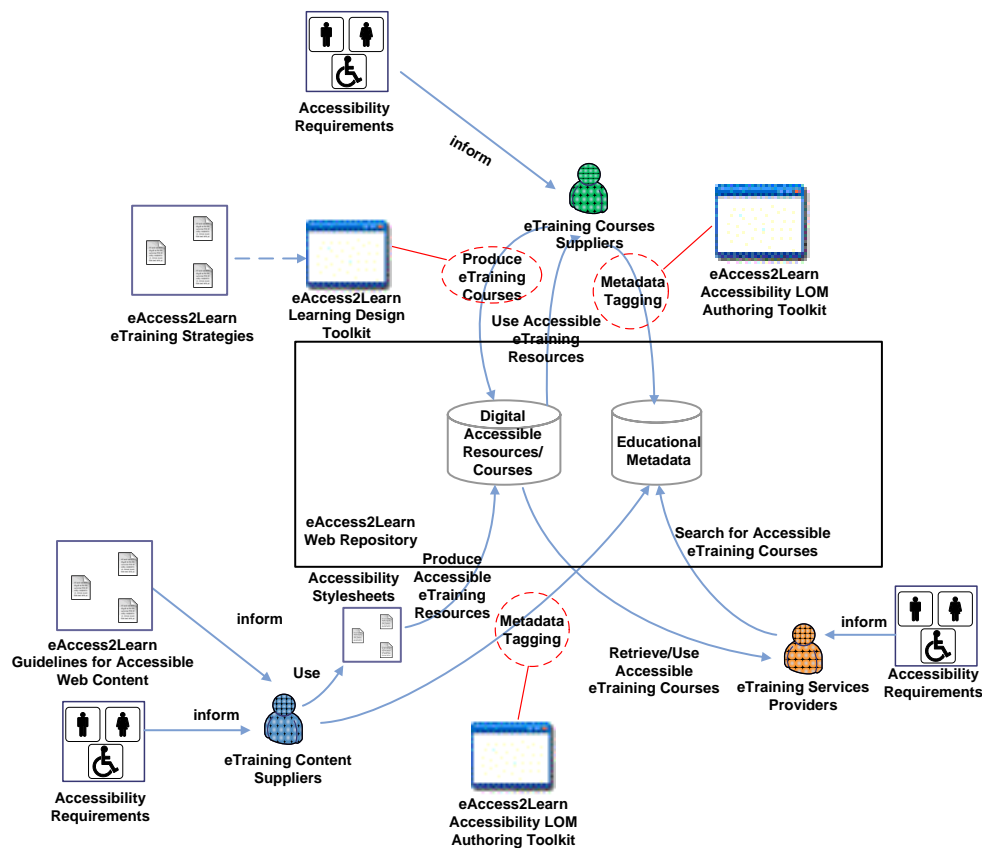 Accessibility
Requirements
inform
eTraining Courses
Suppliers
eAccess2Learn
eTraining Strategies
eAccess2Learn
Learning Design
Toolkit
Produce
eTraining
Courses
Metadata
Tagging
eAccess2Learn
Accessibility LOM
Authoring Toolkit
Use Accessible
eTraining
Resources
Digital
Accessible
Resources/
Courses
Educational
Metadata
eAccess2Learn
Web Repository
Search for Accessible
eTraining Courses
Produce
Accessible
eTraining
Resources
Accessibility
Stylesheets
Metadata
Tagging
eAccess2Learn
Guidelines for Accessible
Web Content
inform
Use
inform
eTraining Content
Suppliers
Accessibility
Requirements
Retrieve/Use
Accessible
eTraining Courses
eTraining Services
Providers
inform
Accessibility
Requirements
eAccess2Learn
Accessibility LOM
Authoring Toolkit